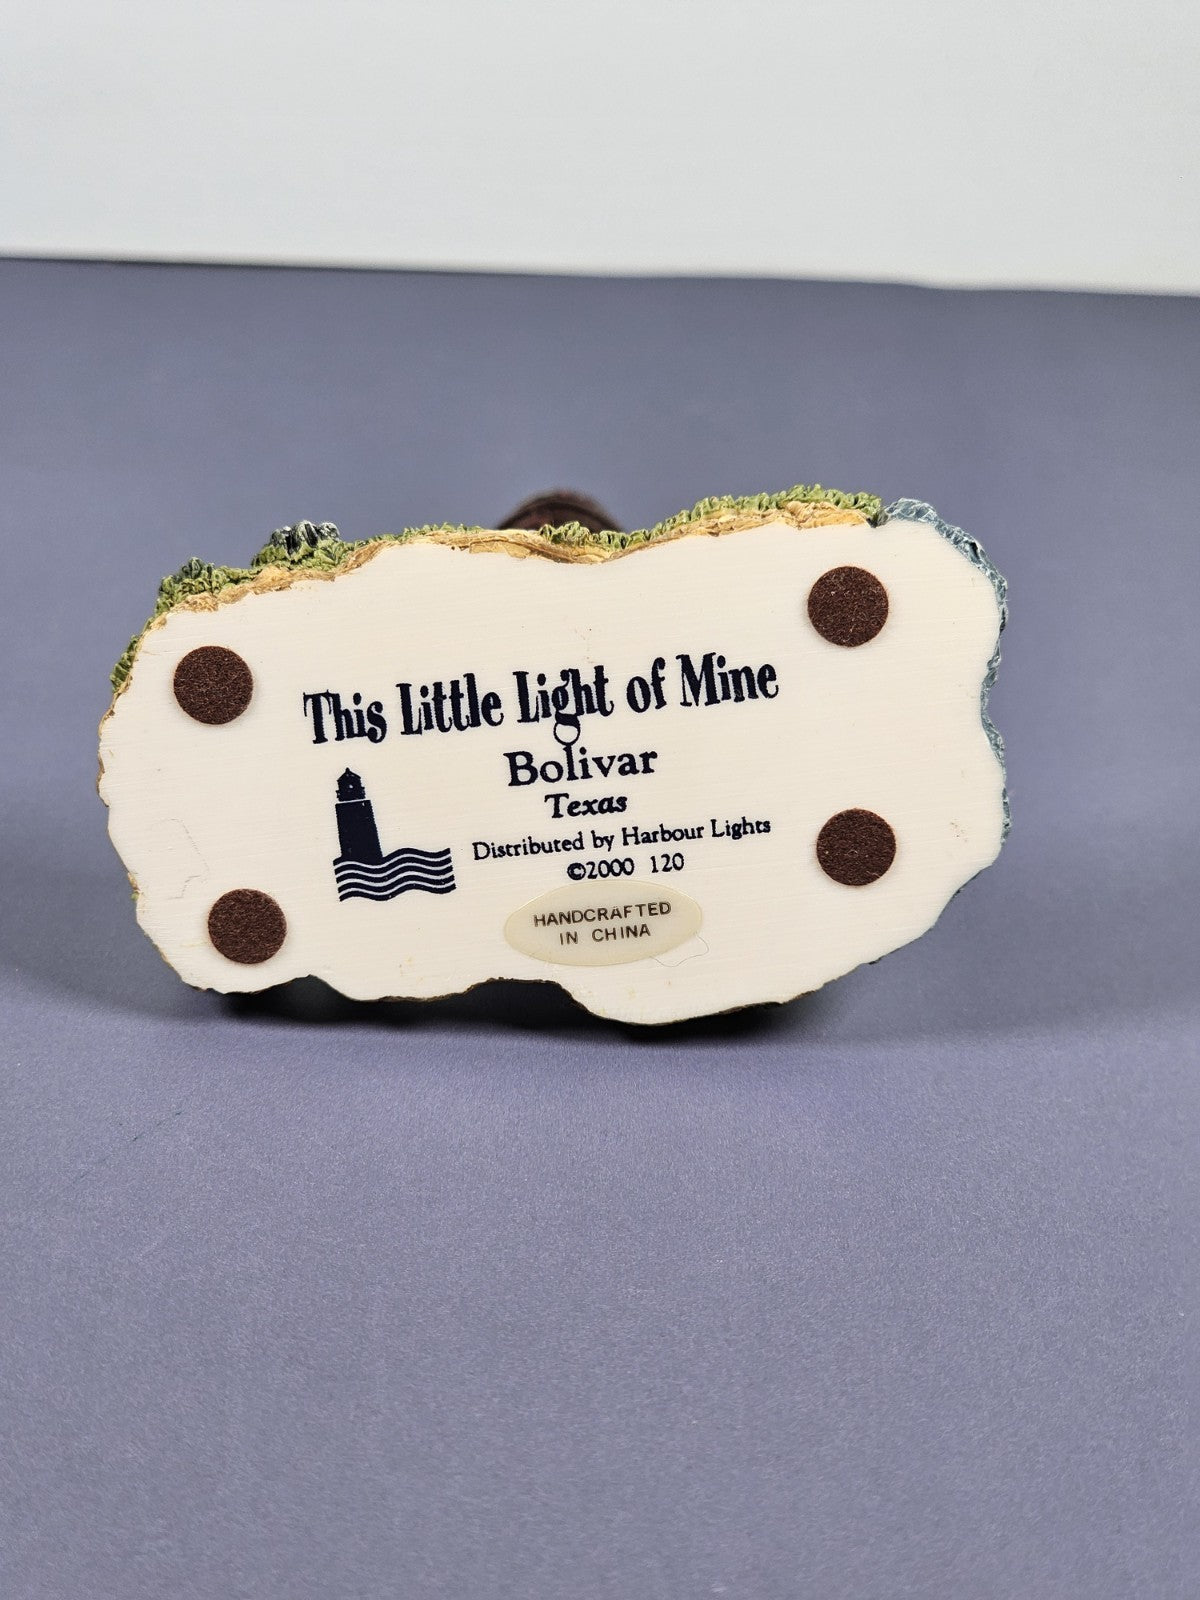 This Little Light of Mine
Bolivar
Texas
Distributed by Harbour Lights
©2000 120
HANDCRAFTED
IN CHINA